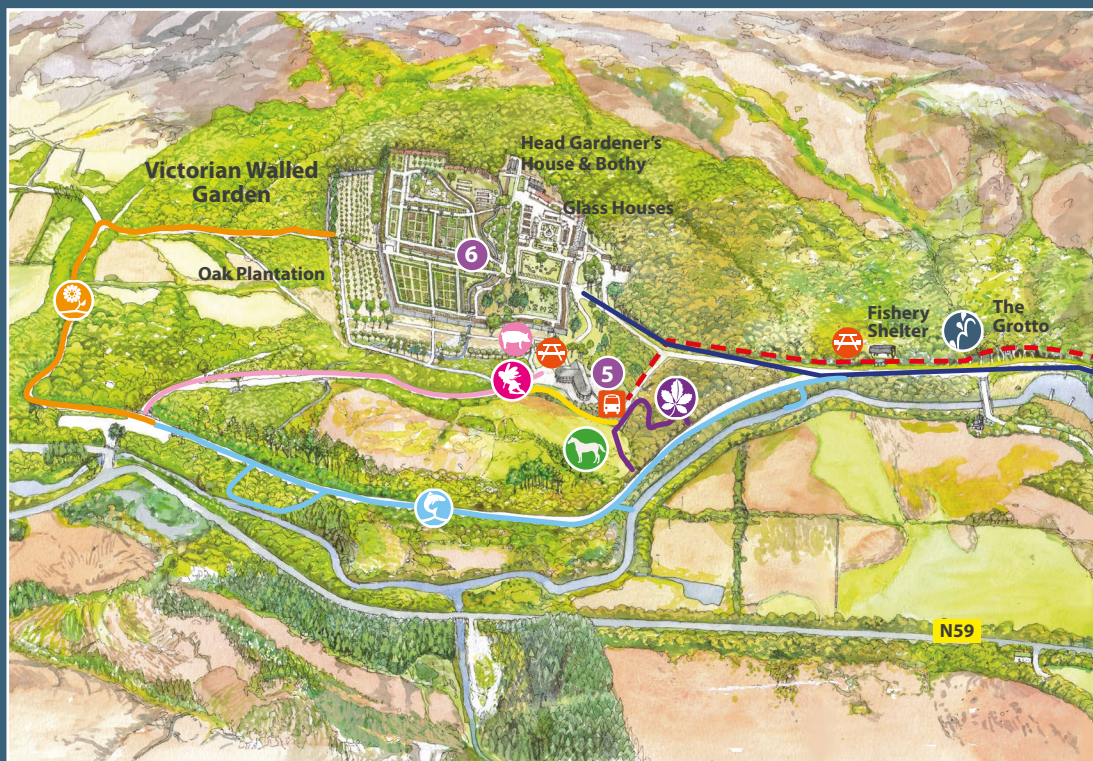 Head Gardener's
House & Bothy
Victorian Walled
Garden
Glass Houses
6
Oak Plantation
Fishery
Shelter
The
Grotto
5
N59